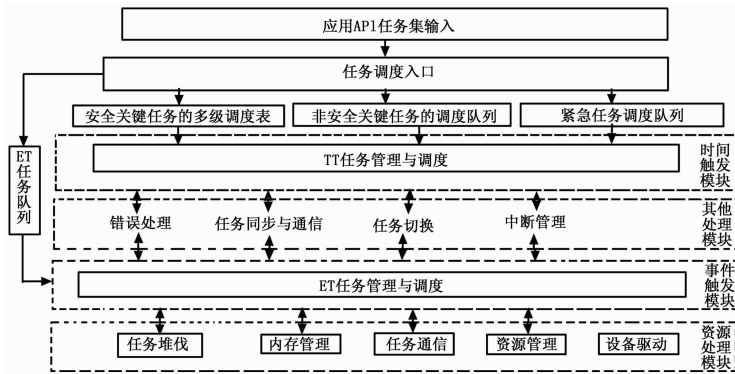 应用API任务集输入
任务调度入口
安全关键任务的多级调度表
非安全关键任务的调度队列
紧急任务调度队列
ET任务队列
TT任务管理与调度
时间触发模块
错误处理
任务同步与通信
任务切换
中断管理
其他处理模块
ET任务管理与调度
事件触发模块
任务堆伐
内存管理
任务通信
资源管理
设备驱动
资源处理模块